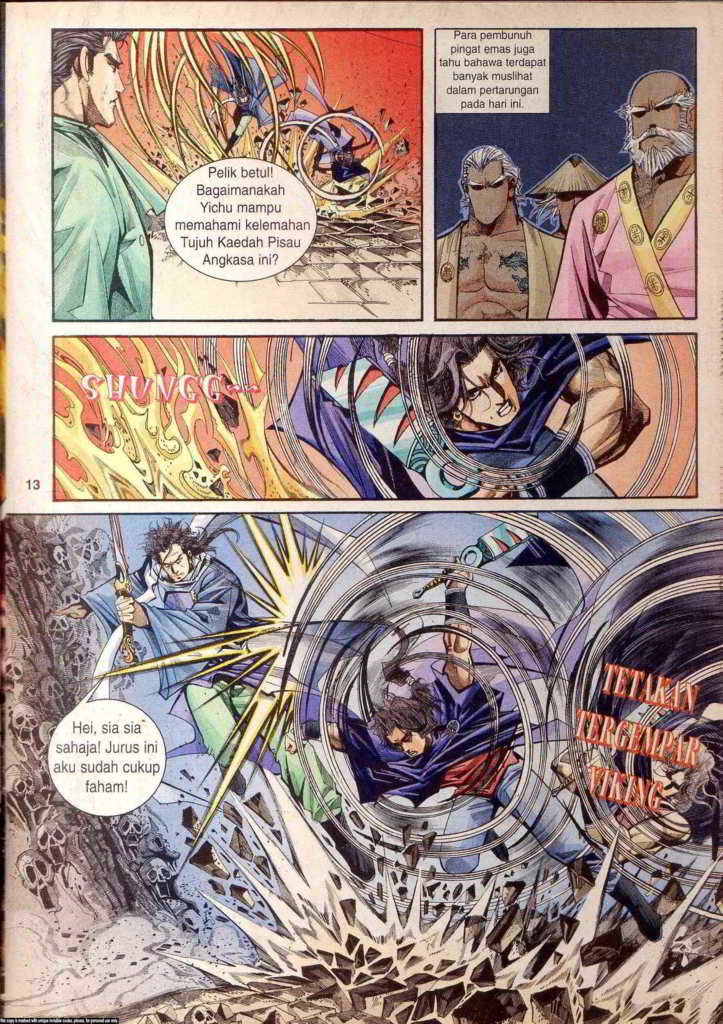 Pelik betul!
Bagaimanakah
Yichu mampu
memahami kelemahan
Tujuh Kaedah Pisau
Angkasa ini?
Para pembunuh
pingat emas juga
tahu bahawa terdapat
banyak muslihat
dalam pertarungan
pada hari ini.
SHUNGG~~
13
Hei, sia sia
sahaja! Jurus ini
aku sudah cukup
faham!
TETAKAN
TERGEMPAR
VIKING